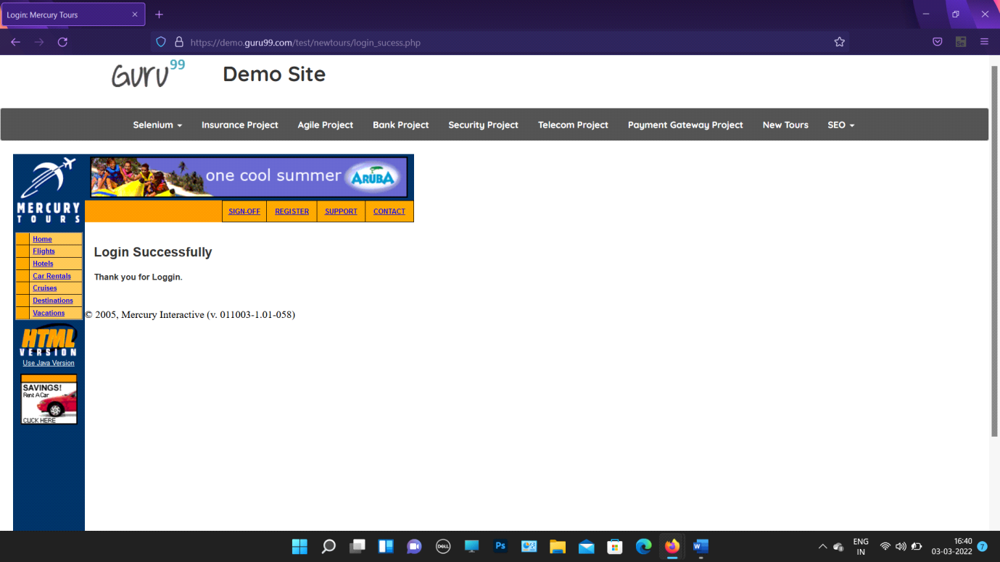 Login: Mercury Tours
https://demo.guru99.com/test/newtours/login_sucess.php
Guru99
Demo Site
Selenium Insurance Project Agile Project Bank Project Security Project Telecom Project Payment Gateway Project New Tours SEO
one cool summer ARUBA
MERCURY
TOURS
SIGN-OFF REGISTER SUPPORT CONTACT
Home
Flights
Hotels
Car Rentals
Cruises
Destinations
Vacations
Login Successfully
Thank you for Loggin.
© 2005, Mercury Interactive (v. 011003-1.01-058)
HTML
VERSION
Use Java Version
SAVINGS!
Rent A Car
CLICK HERE
DELL
Ps
W
ENG
IN
16:40
03-03-2022
7